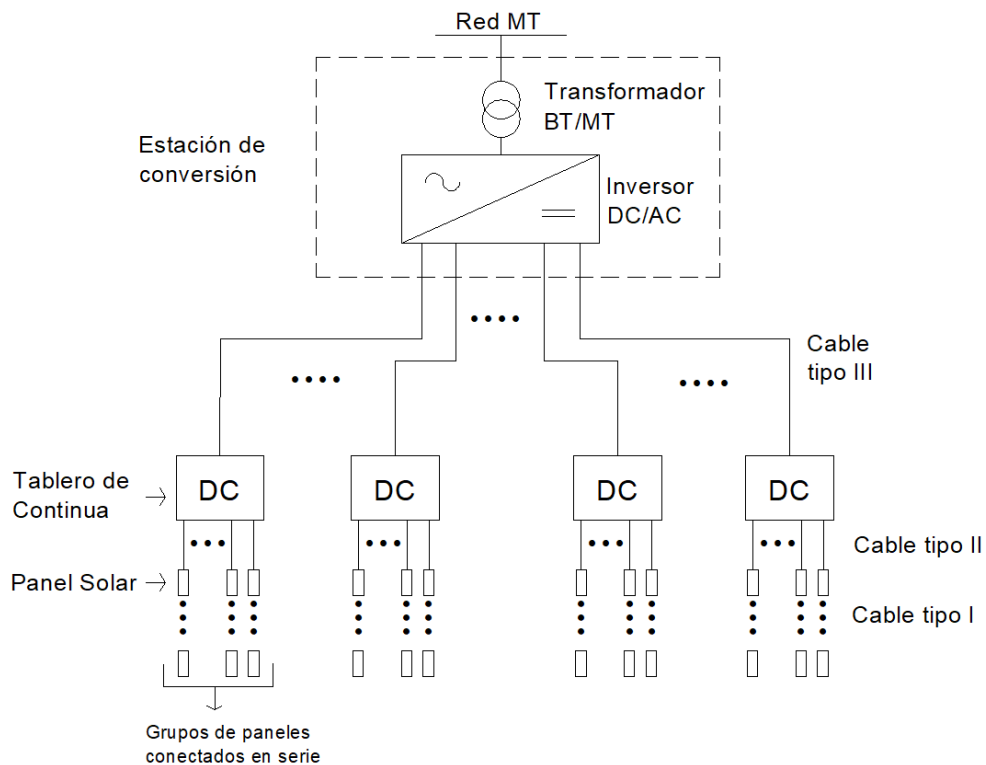 Red MT
Transformador
BT/MT
Estación de
conversión
Inversor
DC/AC
Cable
tipo III
Tablero de
Continua
DC
DC
DC
DC
Cable tipo II
Panel Solar
Cable tipo I
Grupos de paneles
conectados en serie